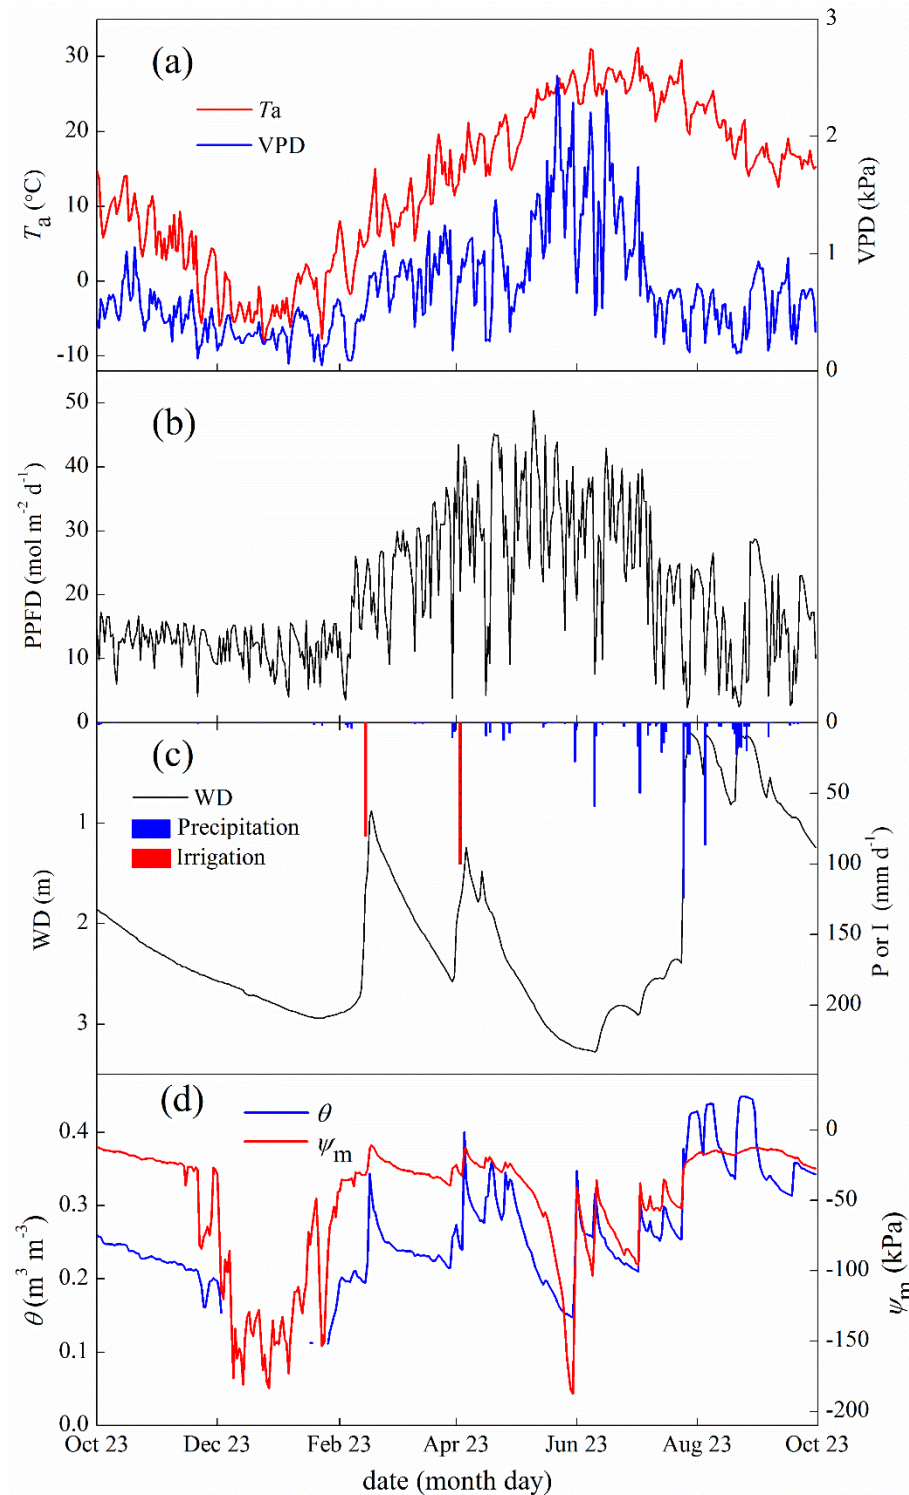 (a)
Ta
VPD
30
20
10
0
-10
Ta (°C)
3
2
1
0
VPD (kPa)
(b)
50
40
30
20
10
PPFD (mol m⁻² d⁻¹)
(c)
WD
Precipitation
Irrigation
0
1
2
3
WD (m)
0
50
100
150
200
P or I (mm d⁻¹)
(d)
θ
ψm
0.4
0.3
0.2
0.1
0.0
θ (m³ m⁻³)
0
-50
-100
-150
-200
ψm (kPa)
Oct 23 Dec 23 Feb 23 Apr 23 Jun 23 Aug 23 Oct 23
date (month day)